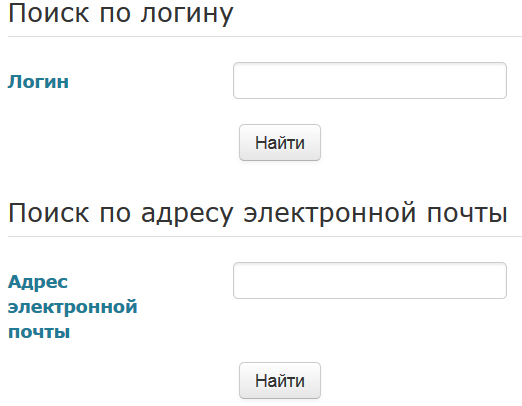 Поиск по логину
Логин
Найти
Поиск по адресу электронной почты
Адрес
электронной
почты
Найти